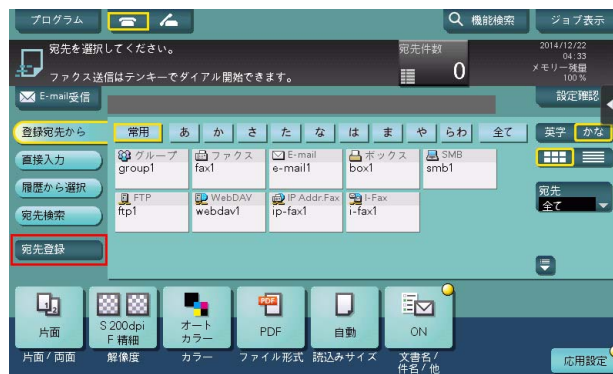 プログラム
機能検索
ジョブ表示
宛先を選択してください。
ファクス送信はテンキーでダイアル開始できます。
宛先件数
0
2014/12/22
04:33
メモリー残量
100 %
E-mail受信
設定確認
登録宛先から
常用 あ か さ た な は ま や らわ 全て
英字 かな
直接入力
グループ
group1
ファクス
fax1
E-mail
e-mail1
ボックス
box1
SMB
smb1
履歴から選択
FTP
ftp1
WebDAV
webdav1
IP Addr.Fax
ip-fax1
I-Fax
i-fax1
宛先
全て
宛先検索
宛先登録
片面
S 200dpi
F 精細
オート
カラー
PDF
自動
ON
片面 / 両面
解像度
カラー
ファイル形式
読込みサイズ
文書名 /
件名 / 他
応用設定